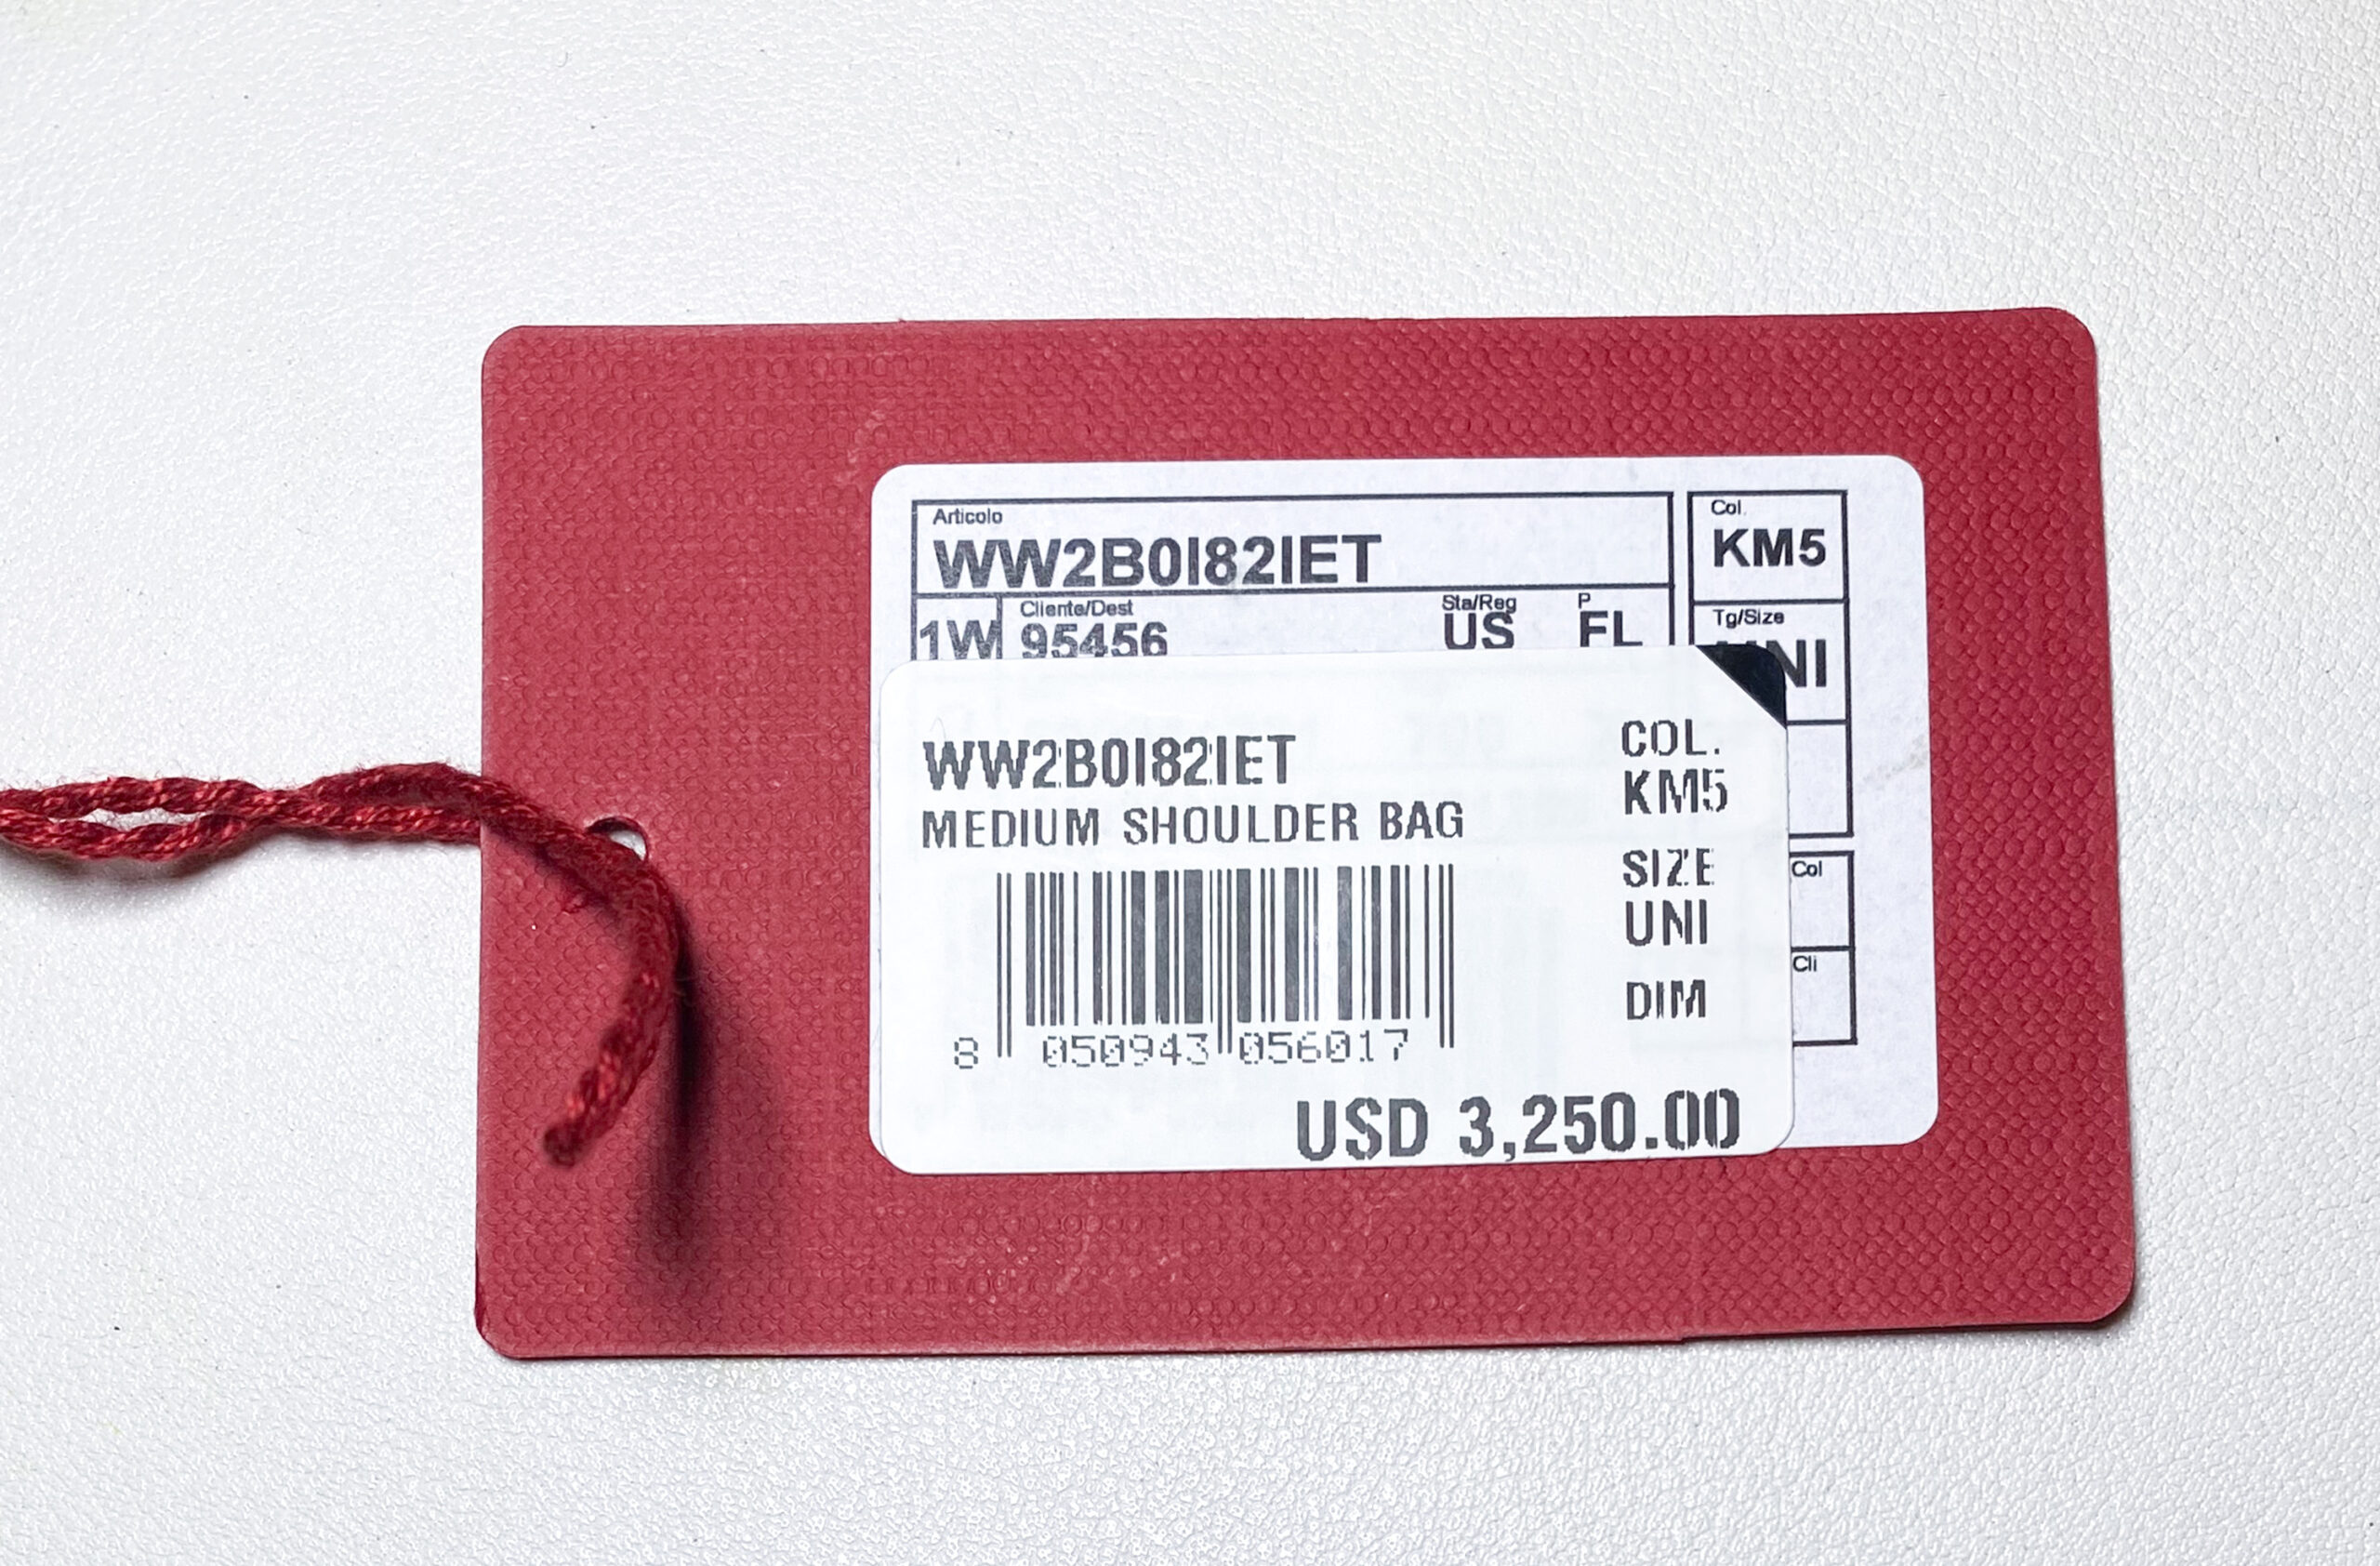 Articolo
WW2B0I82IET
Col.
KM5
1W
Cliente/Dest
95456
Sta/Reg
US
P
FL
Tg/Size
UNI
WW2B0I82IET
MEDIUM SHOULDER BAG
COL.
KM5
SIZE
UNI
DIM
8 050943 056017
USD 3,250.00
Col
Cli